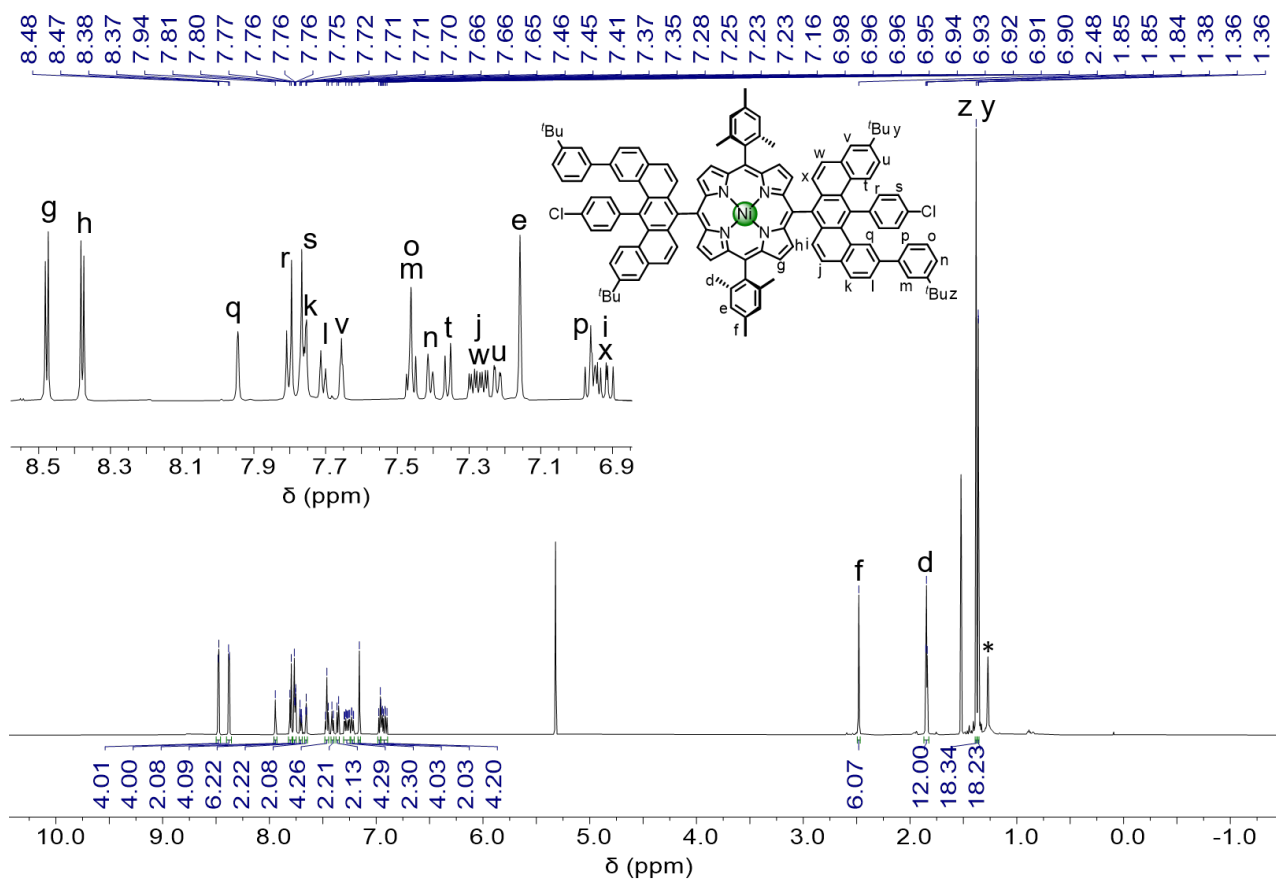 8.48 8.47 8.38 8.37 7.94 7.81 7.80 7.77 7.76 7.76 7.76 7.75 7.72 7.71 7.71 7.70 7.66 7.66 7.65 7.46 7.45 7.41 7.37 7.35 7.28 7.25 7.23 7.23 7.16 6.98 6.96 6.96 6.95 6.94 6.93 6.92 6.91 6.90 2.48 1.85 1.85 1.84 1.38 1.36 1.36
z y
tBu v tBu y
w u
x t
g h r s e
Cl r s
N N
Ni Cl
N N
h i q p o
g j n
d k l m
tBu e tBu z
f
o
m
q k l v n t j w u p i x
8.5 8.3 8.1 7.9 7.7 7.5 7.3 7.1 6.9
δ (ppm)
f d *
4.01 4.00 2.08 4.09 6.22 2.22 2.08 4.26 2.21 2.13 4.29 2.30 4.03 2.03 4.20 6.07 12.00 18.34 18.23
10.0 9.0 8.0 7.0 6.0 5.0 4.0 3.0 2.0 1.0 0.0 -1.0
δ (ppm)